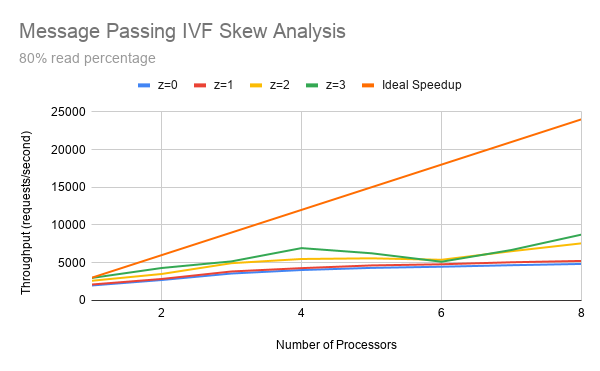 Message Passing IVF Skew Analysis
80% read percentage
z=0 z=1 z=2 z=3 Ideal Speedup
Throughput (requests/second)
25000
20000
15000
10000
5000
0
2 4 6 8
Number of Processors